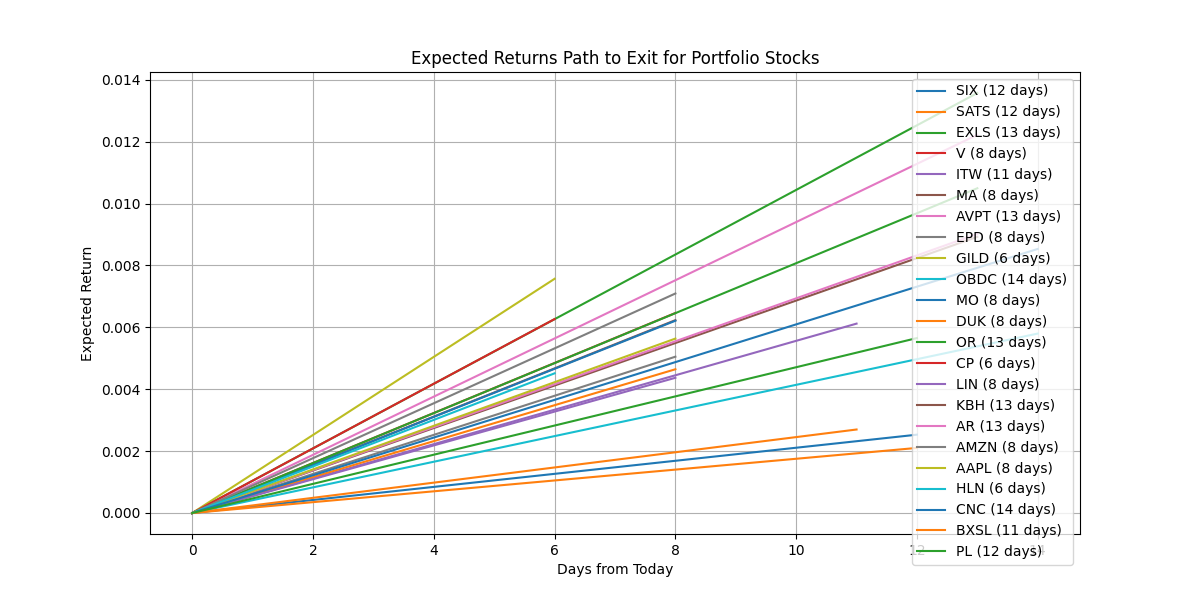 Expected Returns Path to Exit for Portfolio Stocks
0.014
0.012
0.010
0.008
0.006
0.004
0.002
0.000
Expected Return
0
2
4
6
8
10
12
14
Days from Today
SIX (12 days)
SATS (12 days)
EXLS (13 days)
V (8 days)
ITW (11 days)
MA (8 days)
AVPT (13 days)
EPD (8 days)
GILD (6 days)
OBDC (14 days)
MO (8 days)
DUK (8 days)
OR (13 days)
CP (6 days)
LIN (8 days)
KBH (13 days)
AR (13 days)
AMZN (8 days)
AAPL (8 days)
HLN (6 days)
CNC (14 days)
BXSL (11 days)
PL (12 days)